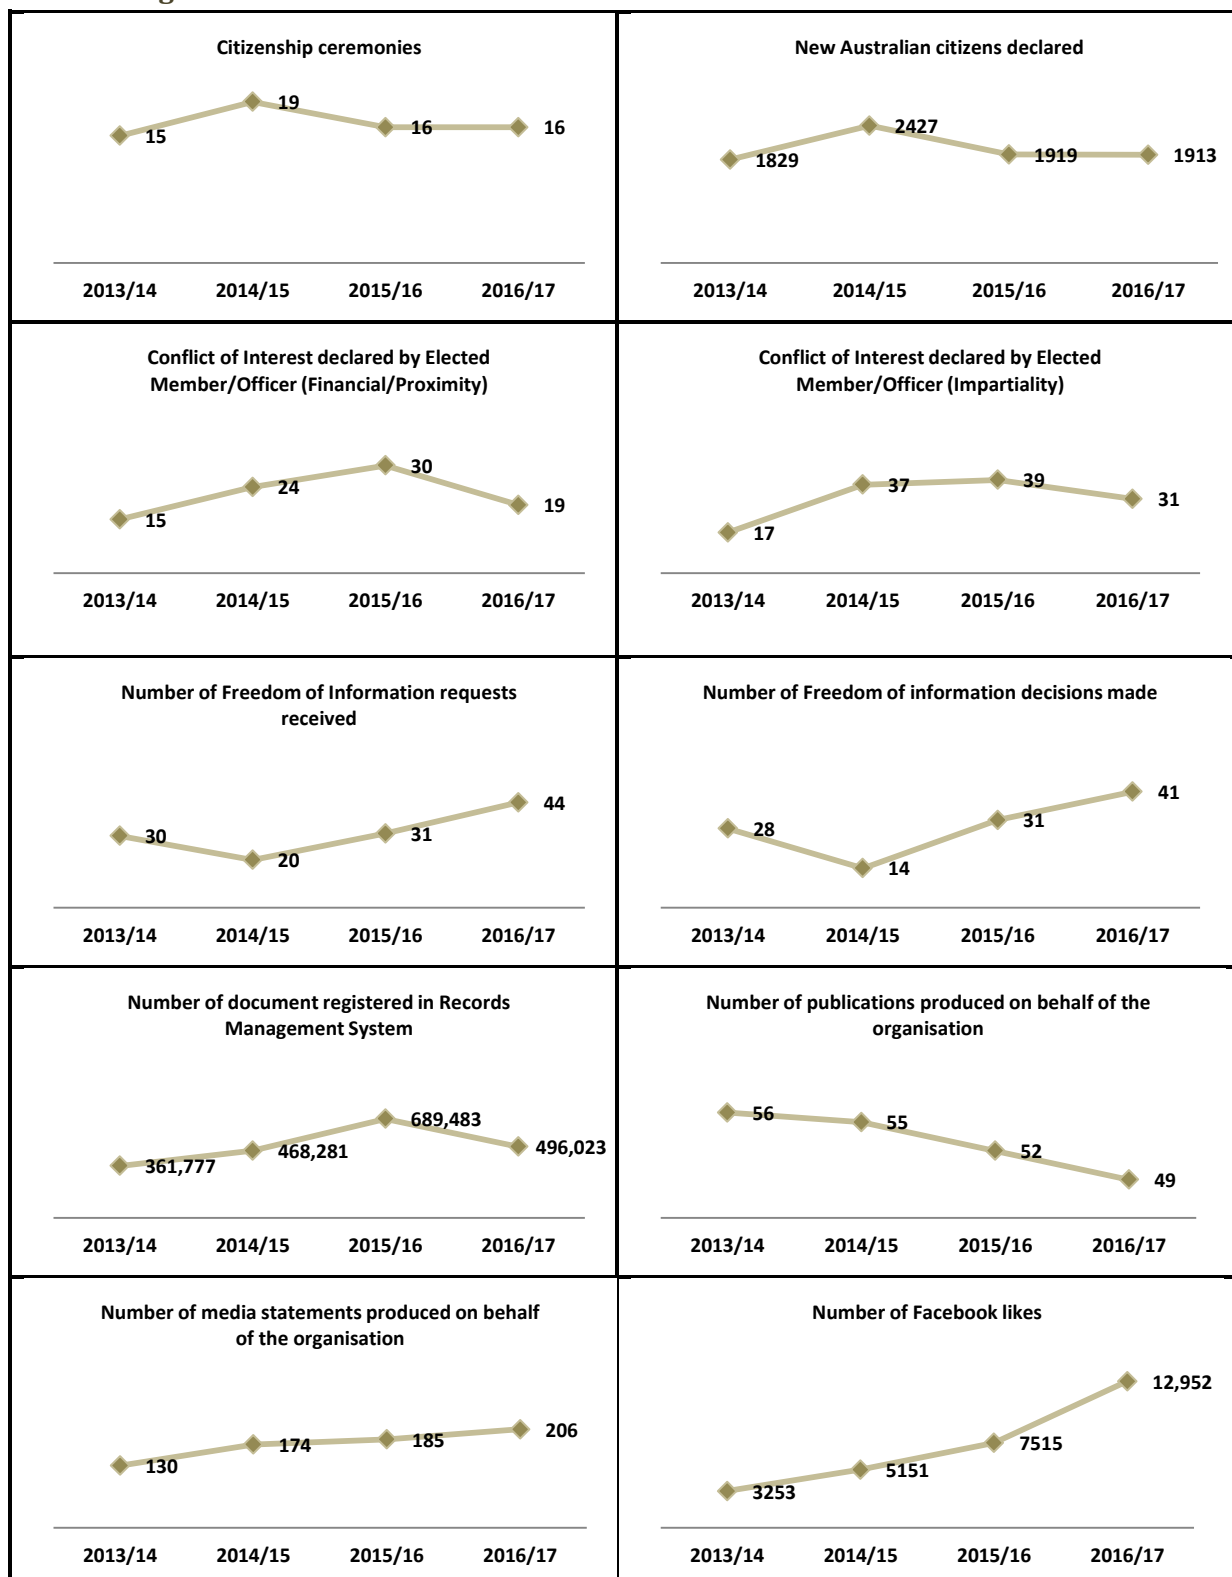 Citizenship ceremonies
19
15
16
16
2013/14 2014/15 2015/16 2016/17
New Australian citizens declared
2427
1829
1919
1913
2013/14 2014/15 2015/16 2016/17
Conflict of Interest declared by Elected
Member/Officer (Financial/Proximity)
30
24
19
15
2013/14 2014/15 2015/16 2016/17
Conflict of Interest declared by Elected
Member/Officer (Impartiality)
37
39
31
17
2013/14 2014/15 2015/16 2016/17
Number of Freedom of Information requests
received
44
30
31
20
2013/14 2014/15 2015/16 2016/17
Number of Freedom of information decisions made
41
28
31
14
2013/14 2014/15 2015/16 2016/17
Number of document registered in Records
Management System
689,483
468,281
496,023
361,777
2013/14 2014/15 2015/16 2016/17
Number of publications produced on behalf of the
organisation
56
55
52
49
2013/14 2014/15 2015/16 2016/17
Number of media statements produced on behalf
of the organisation
206
174
185
130
2013/14 2014/15 2015/16 2016/17
Number of Facebook likes
12,952
7515
5151
3253
2013/14 2014/15 2015/16 2016/17